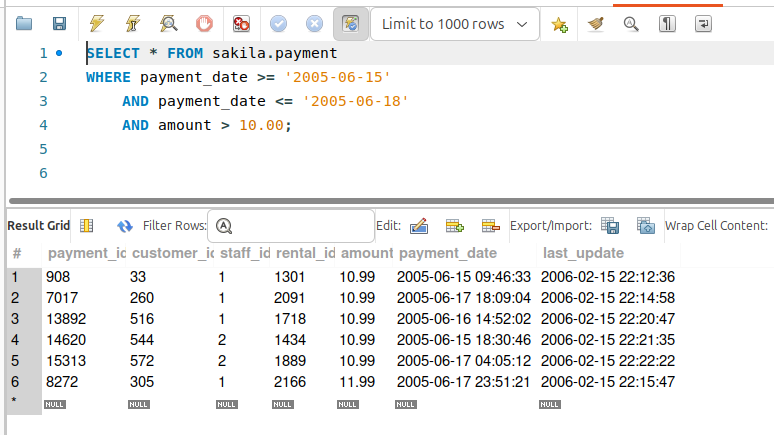 Limit to 1000 rows
1 SELECT * FROM sakila.payment
2 WHERE payment_date >= '2005-06-15'
3 AND payment_date <= '2005-06-18'
4 AND amount > 10.00;
5
6
Result Grid Filter Rows: Edit: Export/Import: Wrap Cell Content:
# payment_id customer_id staff_id rental_id amount payment_date last_update
1 908 33 1 1301 10.99 2005-06-15 09:46:33 2006-02-15 22:12:36
2 7017 260 1 2091 10.99 2005-06-17 18:09:04 2006-02-15 22:14:58
3 13892 516 1 1718 10.99 2005-06-16 14:52:02 2006-02-15 22:20:47
4 14620 544 2 1434 10.99 2005-06-15 18:30:46 2006-02-15 22:21:35
5 15313 572 2 1889 10.99 2005-06-17 04:05:12 2006-02-15 22:22:22
6 8272 305 1 2166 11.99 2005-06-17 23:51:21 2006-02-15 22:15:47
* NULL NULL NULL NULL NULL NULL NULL